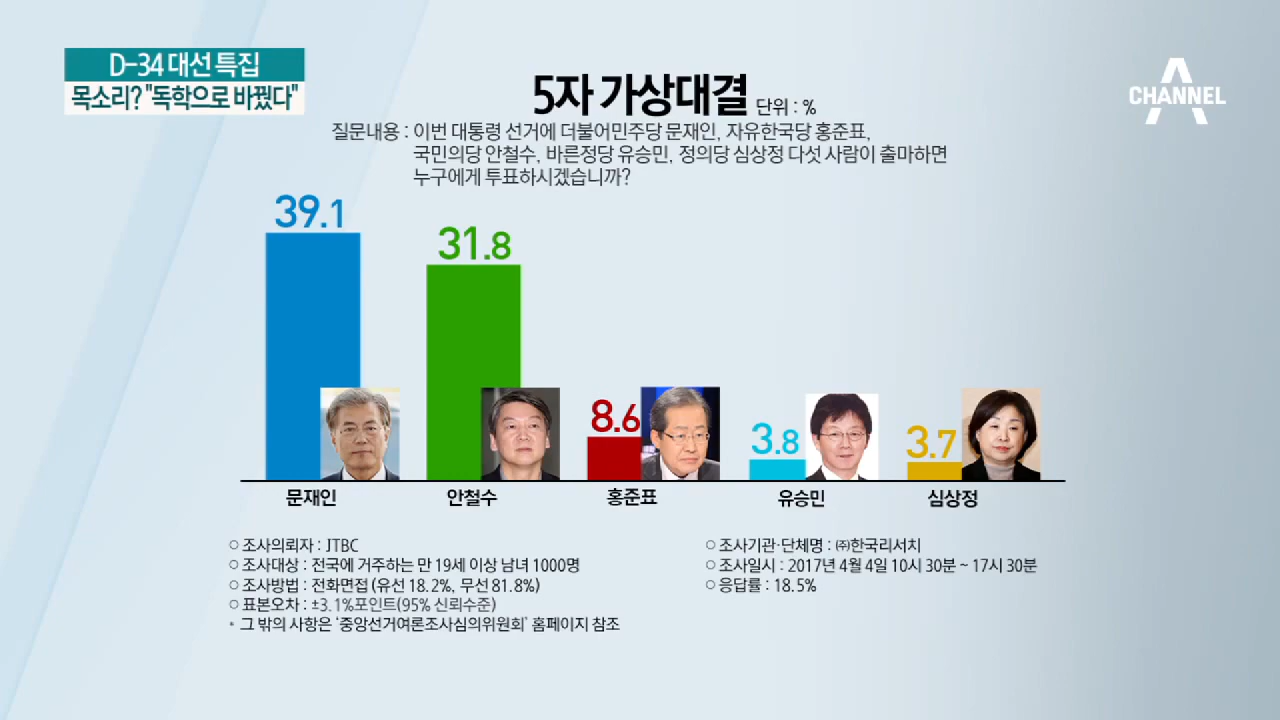 D-34 대선 특집
목소리? "독학으로 바꿨다"
CHANNEL
5자 가상대결 단위 : %
질문내용 : 이번 대통령 선거에 더불어민주당 문재인, 자유한국당 홍준표,
국민의당 안철수, 바른정당 유승민, 정의당 심상정 다섯 사람이 출마하면
누구에게 투표하시겠습니까?
39.1
31.8
8.6
3.8
3.7
문재인
안철수
홍준표
유승민
심상정
○ 조사의뢰자 : JTBC
○ 조사대상 : 전국에 거주하는 만 19세 이상 남녀 1000명
○ 조사방법 : 전화면접 (유선 18.2%, 무선 81.8%)
○ 표본오차 : ±3.1%포인트(95% 신뢰수준)
* 그 밖의 사항은 '중앙선거여론조사심의위원회' 홈페이지 참조
○ 조사기관·단체명 : ㈜한국리서치
○ 조사일시 : 2017년 4월 4일 10시 30분 ~ 17시 30분
○ 응답률 : 18.5%